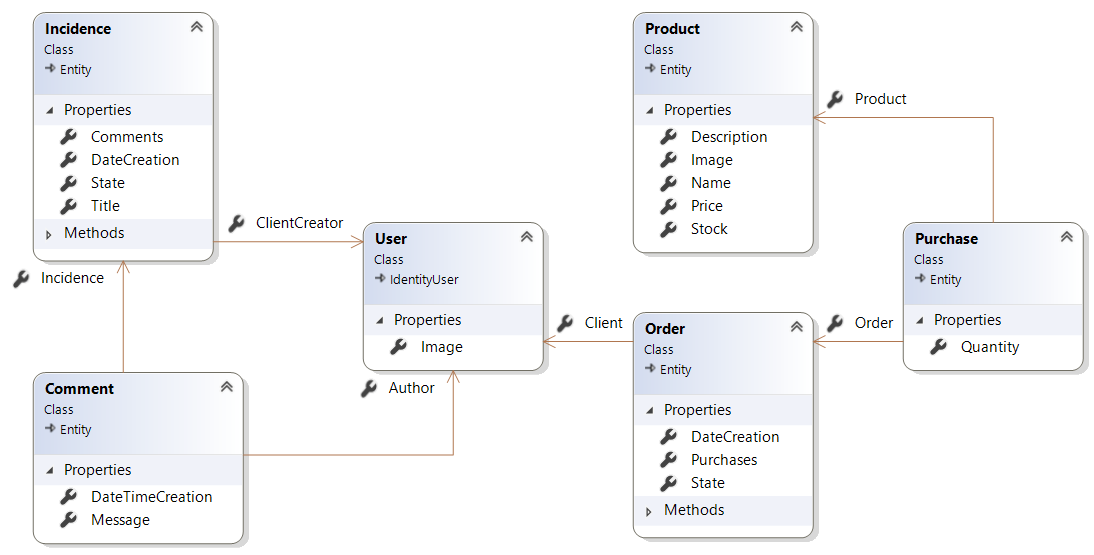 Incidence
Class
Entity
Properties
Comments
DateCreation
State
Title
Methods
ClientCreator
Incidence
Comment
Class
Entity
Properties
DateTimeCreation
Message
User
Class
IdentityUser
Properties
Image
Author
Client
Product
Class
Entity
Properties
Description
Image
Name
Price
Stock
Product
Order
Class
Entity
Properties
DateCreation
Purchases
State
Methods
Order
Purchase
Class
Entity
Properties
Quantity